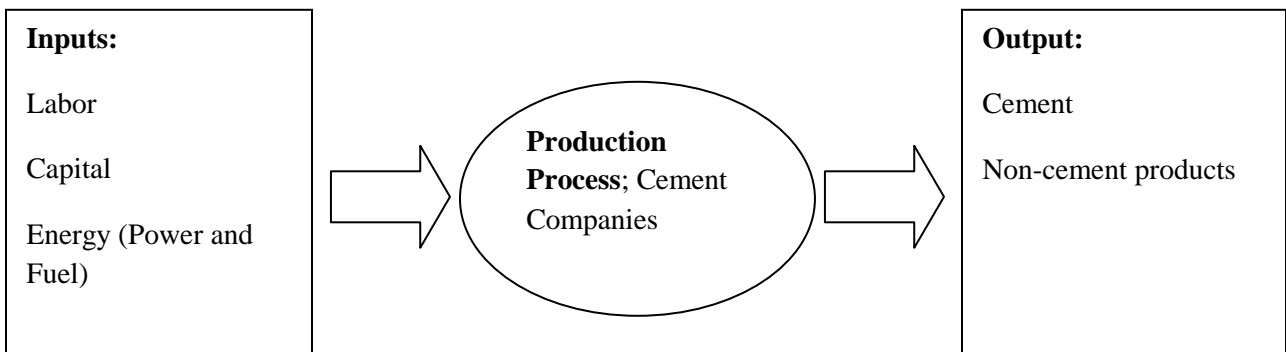 Inputs:
Labor
Capital
Energy (Power and
Fuel)
Production
Process; Cement
Companies
Output:
Cement
Non-cement products